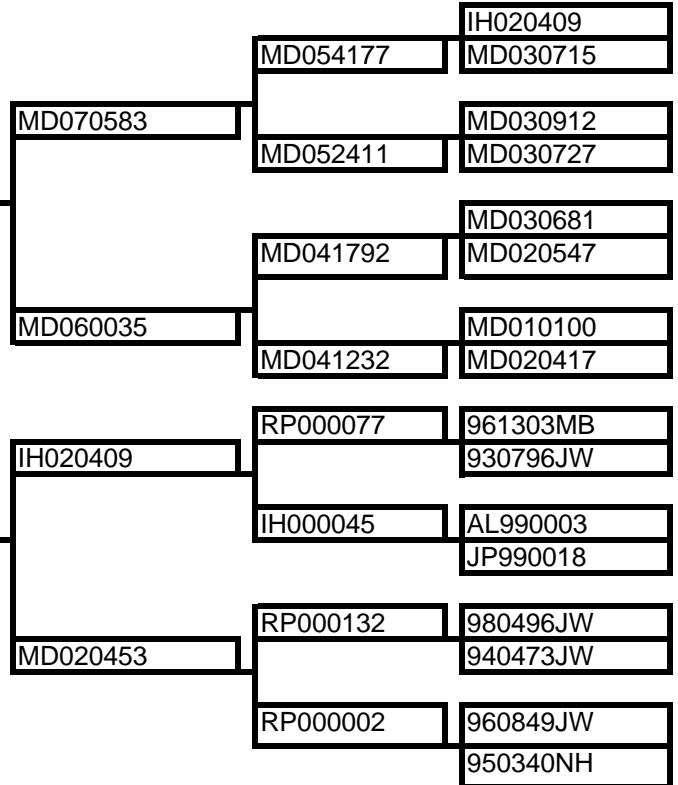 IH020409
MD054177 MD030715
MD070583 MD030912
MD052411 MD030727
MD030681
MD041792 MD020547
MD060035 MD010100
MD041232 MD020417
RP000077 961303MB
IH020409 930796JW
IH000045 AL990003
JP990018
RP000132 980496JW
MD020453 940473JW
RP000002 960849JW
950340NH